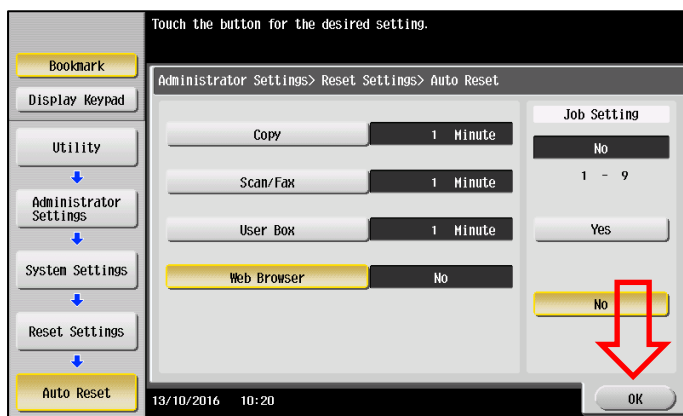 Touch the button for the desired setting.
Bookmark
Display Keypad
Utility
Administrator
Settings
System Settings
Reset Settings
Auto Reset
Administrator Settings> Reset Settings> Auto Reset
Copy 1 Minute
Scan/Fax 1 Minute
User Box 1 Minute
Web Browser No
Job Setting
No
1 - 9
Yes
No
13/10/2016 10:20
OK